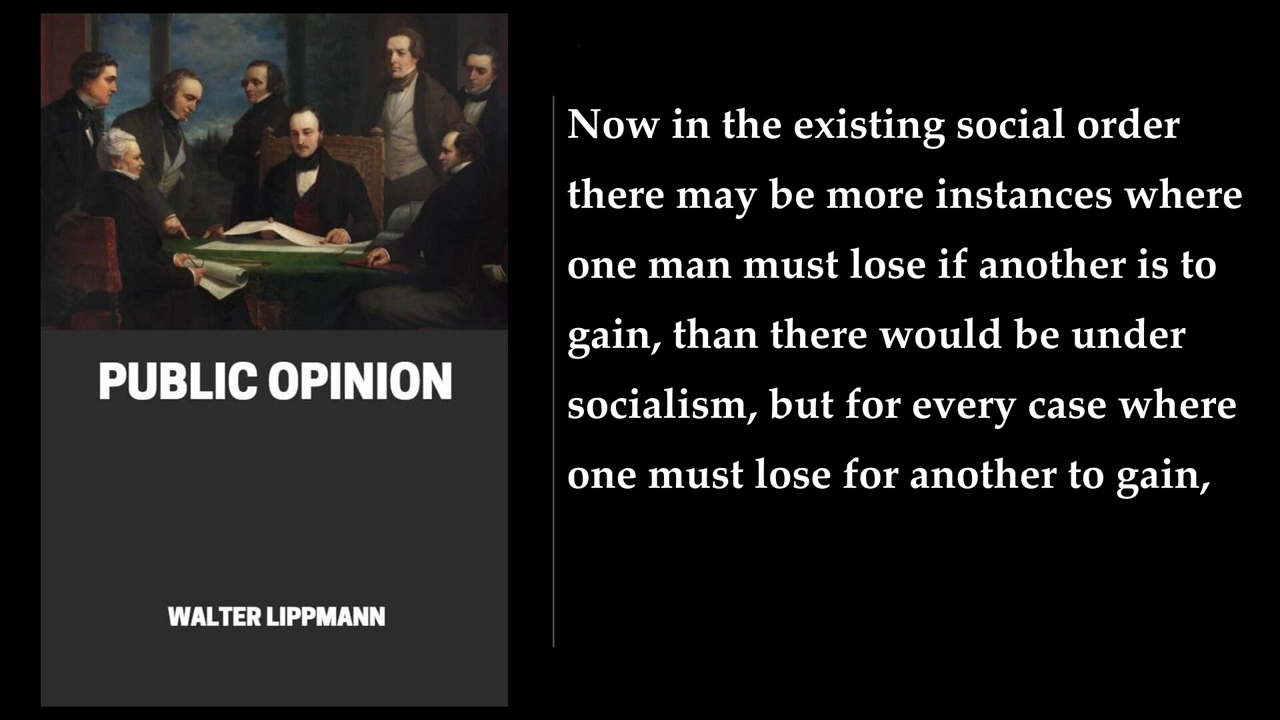 PUBLIC OPINION
WALTER LIPPMANN
Now in the existing social order
there may be more instances where
one man must lose if another is to
gain, than there would be under
socialism, but for every case where
one must lose for another to gain,